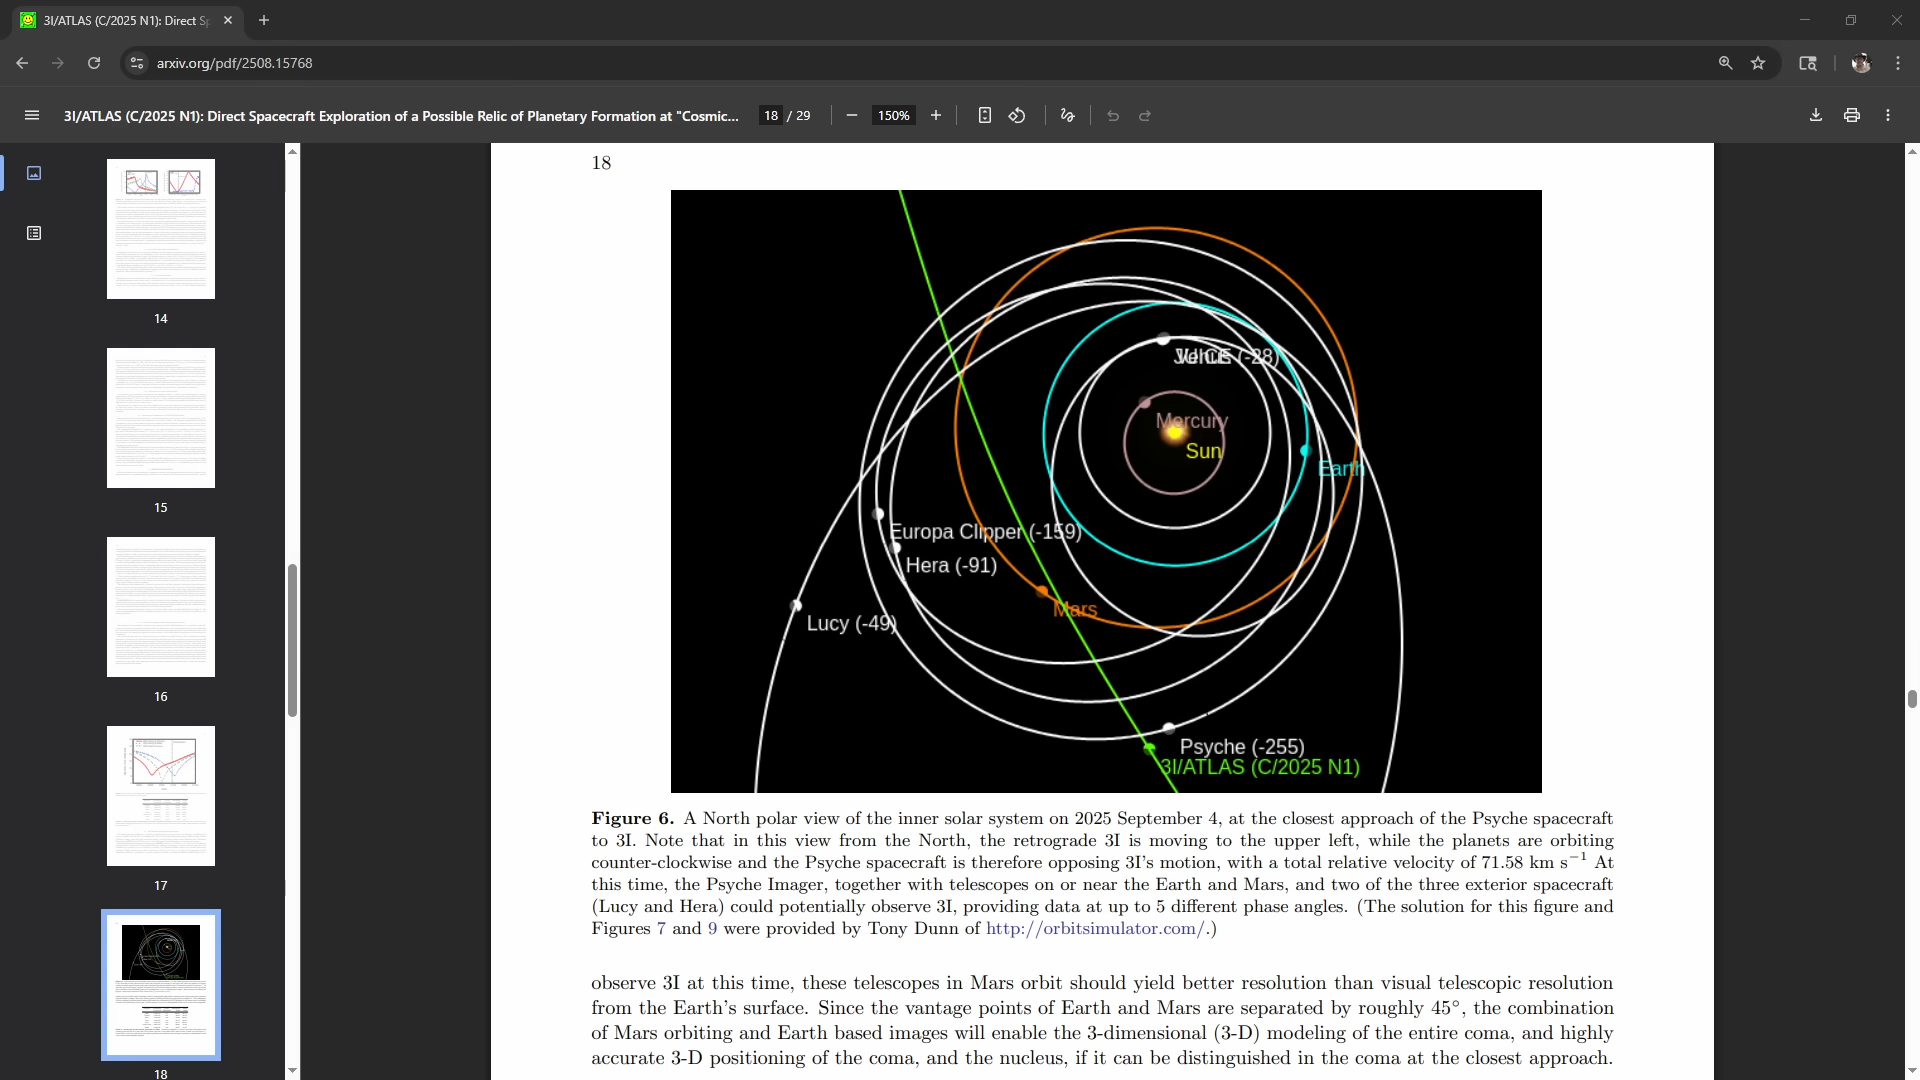 3I/ATLAS (C/2025 N1): Direct Sp
arxiv.org/pdf/2508.15768
3I/ATLAS (C/2025 N1): Direct Spacecraft Exploration of a Possible Relic of Planetary Formation at "Cosmic...
18 / 29
150%
14
15
16
17
18
18
Venus
JUICE (-28)
Mercury
Sun
Earth
Europa Clipper (-159)
Hera (-91)
Mars
Lucy (-49)
Psyche (-255)
3I/ATLAS (C/2025 N1)
Figure 6. A North polar view of the inner solar system on 2025 September 4, at the closest approach of the Psyche spacecraft
to 3I. Note that in this view from the North, the retrograde 3I is moving to the upper left, while the planets are orbiting
counter-clockwise and the Psyche spacecraft is therefore opposing 3I's motion, with a total relative velocity of 71.58 km s⁻¹ At
this time, the Psyche Imager, together with telescopes on or near the Earth and Mars, and two of the three exterior spacecraft
(Lucy and Hera) could potentially observe 3I, providing data at up to 5 different phase angles. (The solution for this figure and
Figures 7 and 9 were provided by Tony Dunn of http://orbitsimulator.com/.)
observe 3I at this time, these telescopes in Mars orbit should yield better resolution than visual telescopic resolution
from the Earth's surface. Since the vantage points of Earth and Mars are separated by roughly 45°, the combination
of Mars orbiting and Earth based images will enable the 3-dimensional (3-D) modeling of the entire coma, and highly
accurate 3-D positioning of the coma, and the nucleus, if it can be distinguished in the coma at the closest approach.